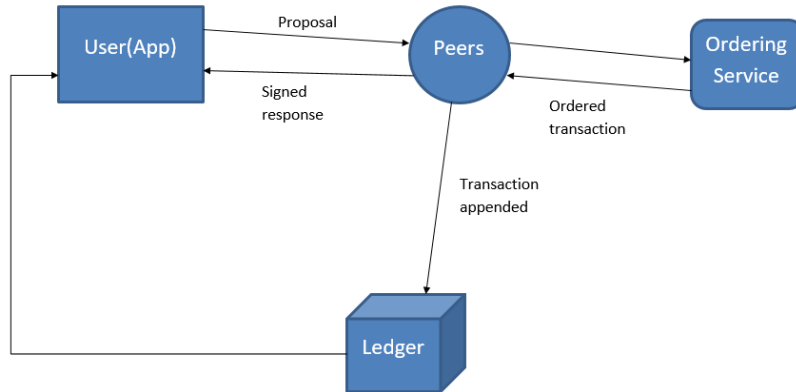 User(App)
Proposal
Peers
Ordering
Service
Signed
response
Ordered
transaction
Transaction
appended
Ledger